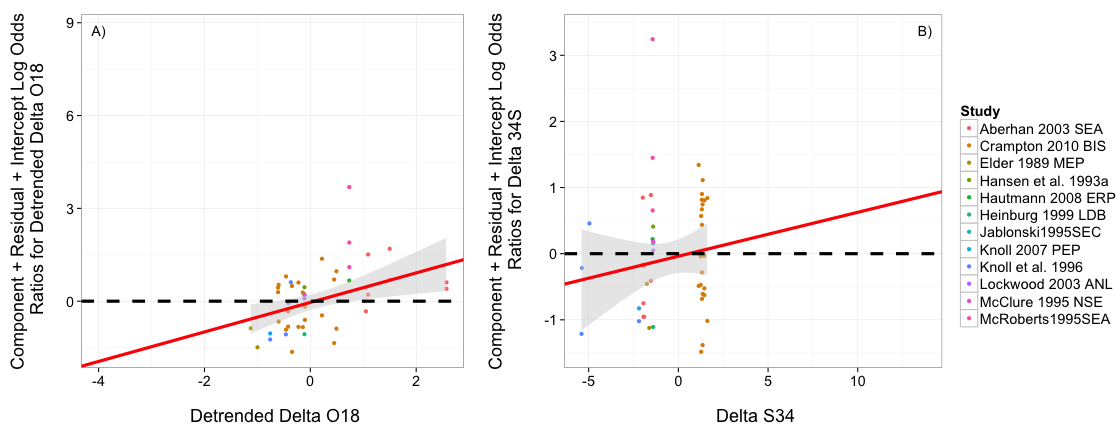 Component + Residual + Intercept Log Odds
Ratios for Detrended Delta O18
9
6
3
0
A)
-4
-2
0
2
Detrended Delta O18
Component + Residual + Intercept Log Odds
Ratios for Delta 34S
3
2
1
0
-1
B)
-5
0
5
10
Delta S34
Study
Aberhan 2003 SEA
Crampton 2010 BIS
Elder 1989 MEP
Hansen et al. 1993a
Hautmann 2008 ERP
Heinburg 1999 LDB
Jablonski1995SEC
Knoll 2007 PEP
Knoll et al. 1996
Lockwood 2003 ANL
McClure 1995 NSE
McRoberts1995SEA